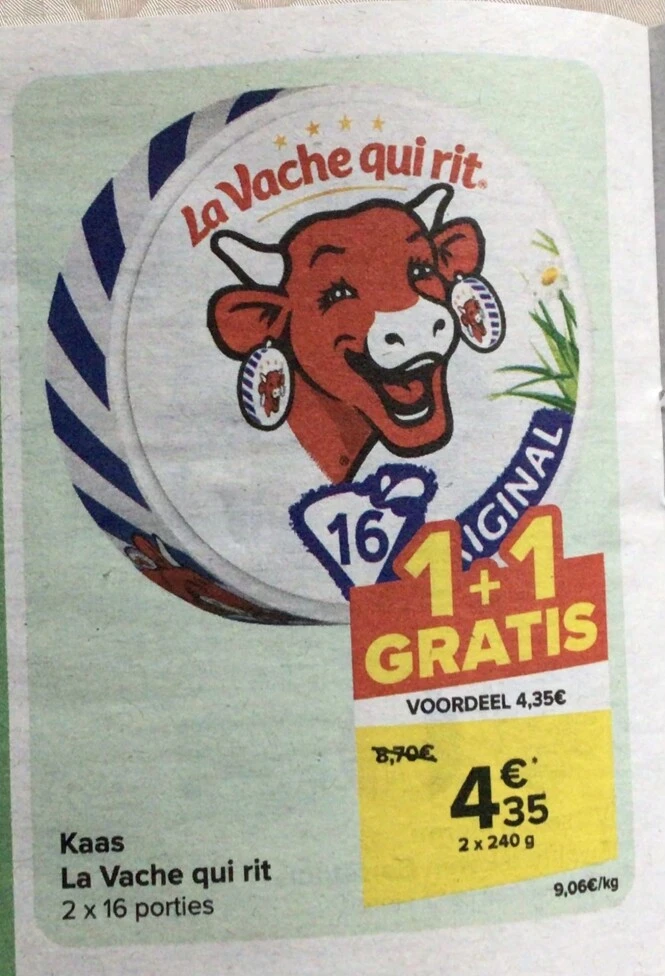 La Vache qui rit®
16
IGINAL
1+1
GRATIS
VOORDEEL 4,35€
8,70€
4€35*
2 x 240 g
Kaas
La Vache qui rit
2 x 16 porties
9,06€/kg